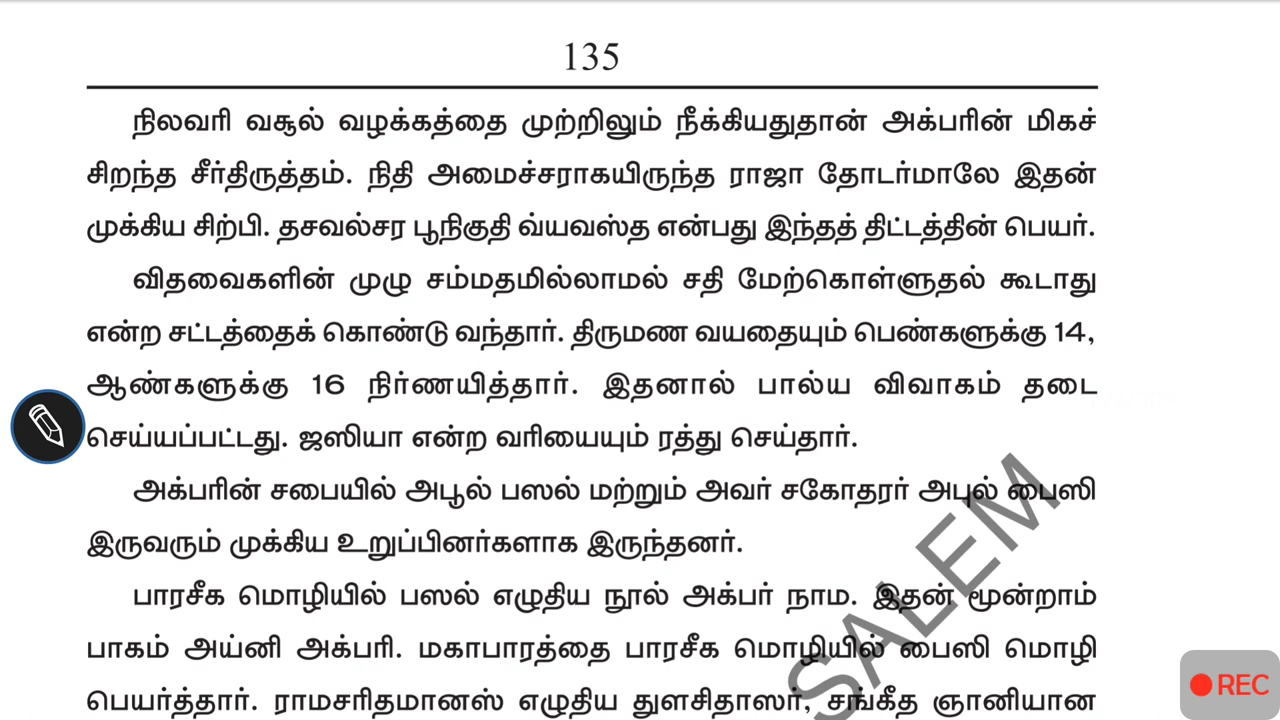 135
நிலவரி வசூல் வழக்கத்தை முற்றிலும் நீக்கியதுதான் அக்பரின் மிகச்
சிறந்த சீர்திருத்தம். நிதி அமைச்சராகயிருந்த ராஜா தோடர்மாலே இதன்
முக்கிய சிற்பி. தசவல்சர பூநிகுதி வ்யவஸ்த என்பது இந்தத் திட்டத்தின் பெயர்.
விதவைகளின் முழு சம்மதமில்லாமல் சதி மேற்கொள்ளுதல் கூடாது
என்ற சட்டத்தைக் கொண்டு வந்தார். திருமண வயதையும் பெண்களுக்கு 14,
ஆண்களுக்கு 16 நிர்ணயித்தார். இதனால் பால்ய விவாகம் தடை
செய்யப்பட்டது. ஜஸியா என்ற வரியையும் ரத்து செய்தார்.
அக்பரின் சபையில் அபூல் பஸல் மற்றும் அவர் சகோதரர் அபுல் பைஸி
இருவரும் முக்கிய உறுப்பினர்களாக இருந்தனர்.
பாரசீக மொழியில் பஸல் எழுதிய நூல் அக்பர் நாம. இதன் மூன்றாம்
பாகம் அய்னி அக்பரி. மகாபாரத்தை பாரசீக மொழியில் பைஸி மொழி
பெயர்த்தார். ராமசரிதமானஸ் எழுதிய துளசிதாஸர், சங்கீத ஞானியான
SALEM
REC